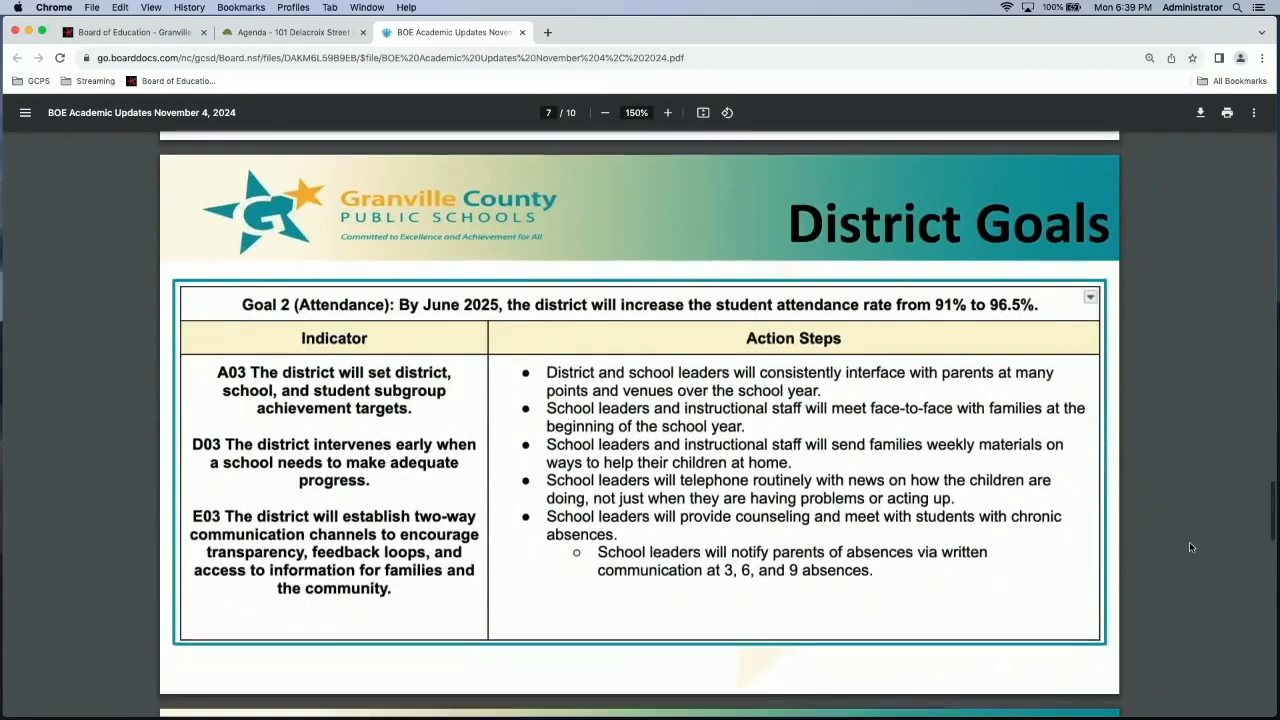 Chrome File Edit View History Bookmarks Profiles Tab Window Help 100% Mon 6:39 PM Administrator
Board of Education - Granville Agenda - 101 Delacroix Street BOE Academic Updates Novem
go.boarddocs.com/nc/gcsd/Board.nsf/files/DAKM6L59B9EB/$file/BOE%20Academic%20Updates%20November%204%2C%202024.pdf
GCPS Streaming Board of Educatio... All Bookmarks
BOE Academic Updates November 4, 2024 7 / 10 150%
Granville County
PUBLIC SCHOOLS
Committed to Excellence and Achievement for All
District Goals
Goal 2 (Attendance): By June 2025, the district will increase the student attendance rate from 91% to 96.5%.
Indicator
A03 The district will set district,
school, and student subgroup
achievement targets.
D03 The district intervenes early when
a school needs to make adequate
progress.
E03 The district will establish two-way
communication channels to encourage
transparency, feedback loops, and
access to information for families and
the community.
Action Steps
● District and school leaders will consistently interface with parents at many
points and venues over the school year.
● School leaders and instructional staff will meet face-to-face with families at the
beginning of the school year.
● School leaders and instructional staff will send families weekly materials on
ways to help their children at home.
● School leaders will telephone routinely with news on how the children are
doing, not just when they are having problems or acting up.
● School leaders will provide counseling and meet with students with chronic
absences.
○ School leaders will notify parents of absences via written
communication at 3, 6, and 9 absences.